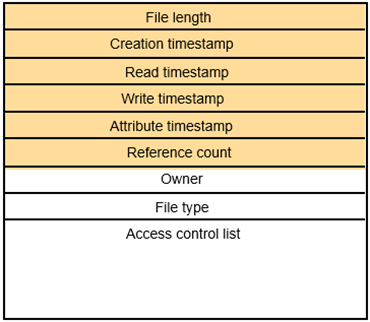 File length
Creation timestamp
Read timestamp
Write timestamp
Attribute timestamp
Reference count
Owner
File type
Access control list